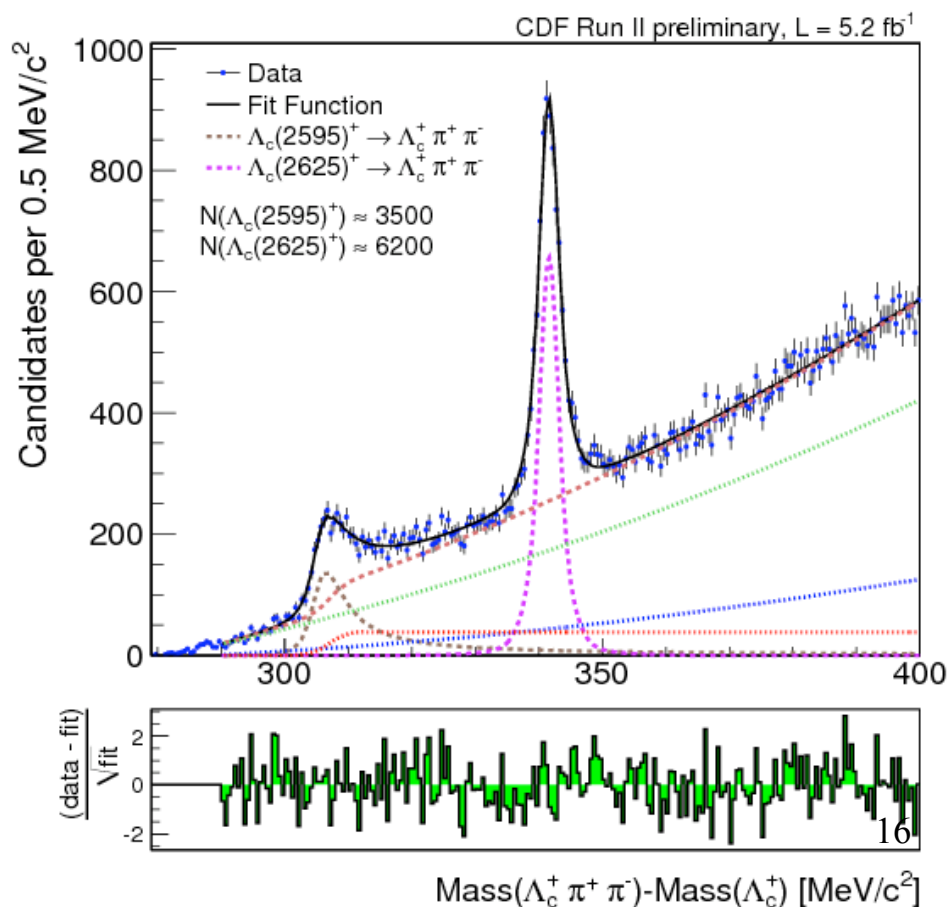 CDF Run II preliminary, L = 5.2 fb⁻¹
Candidates per 0.5 MeV/c²
1000
800
600
400
200
0
Data
Fit Function
Λc(2595)⁺ → Λc⁺ π⁺ π⁻
Λc(2625)⁺ → Λc⁺ π⁺ π⁻
N(Λc(2595)⁺) ≈ 3500
N(Λc(2625)⁺) ≈ 6200
300
350
400
(data - fit)
√fit
2
0
-2
16
Mass(Λc⁺ π⁺ π⁻)-Mass(Λc⁺) [MeV/c²]